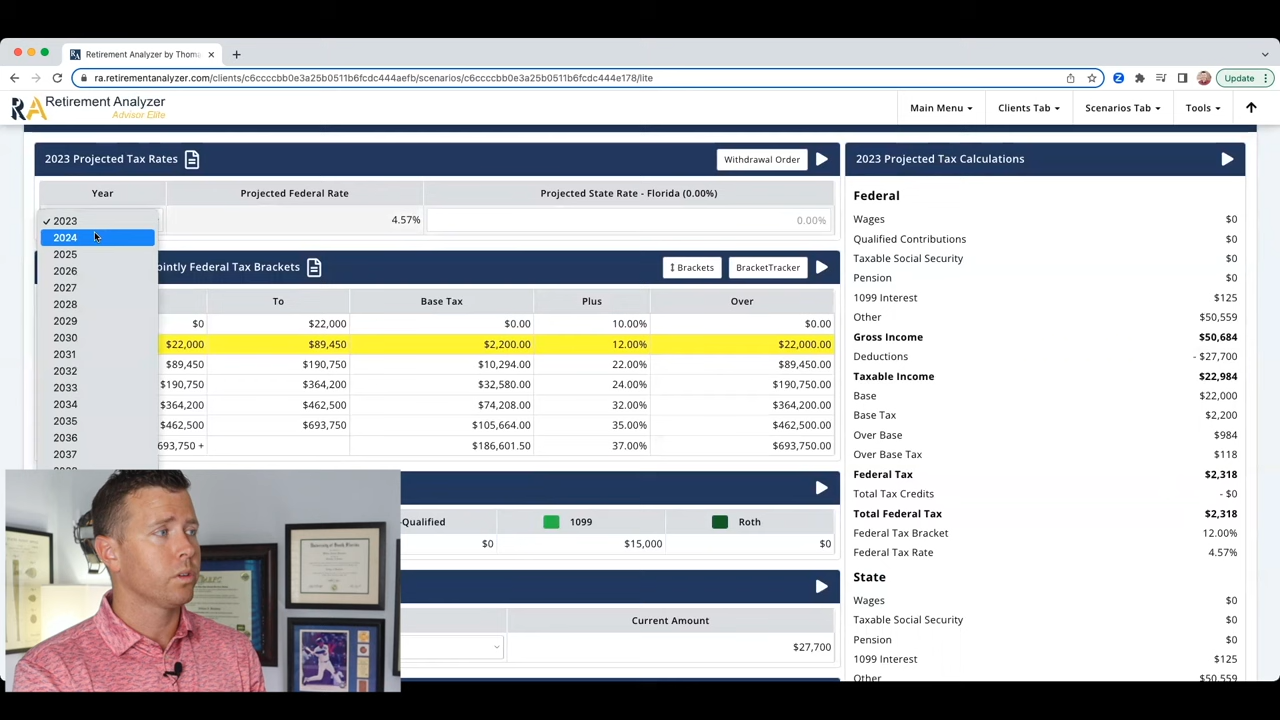 Retirement Analyzer by Thoma
ra.retirementanalyzer.com/clients/c6ccccbb0e3a25b0511b6fcdc444aefb/scenarios/c6ccccbb0e3a25b0511b6fcdc444e178/lite
Update
RA Retirement Analyzer
Advisor Elite
Main Menu
Clients Tab
Scenarios Tab
Tools
2023 Projected Tax Rates
Withdrawal Order
Year Projected Federal Rate Projected State Rate - Florida (0.00%)
4.57% 0.00%
✓ 2023
2024
2025
2026
2027
2028
2029
2030
2031
2032
2033
2034
2035
2036
2037
ointly Federal Tax Brackets
Brackets
BracketTracker
To Base Tax Plus Over
$0 $22,000 $0.00 10.00% $0.00
$22,000 $89,450 $2,200.00 12.00% $22,000.00
$89,450 $190,750 $10,294.00 22.00% $89,450.00
$190,750 $364,200 $32,580.00 24.00% $190,750.00
$364,200 $462,500 $74,208.00 32.00% $364,200.00
$462,500 $693,750 $105,664.00 35.00% $462,500.00
693,750 + $186,601.50 37.00% $693,750.00
-Qualified 1099 Roth
$0 $15,000 $0
Current Amount
$27,700
2023 Projected Tax Calculations
Federal
Wages $0
Qualified Contributions $0
Taxable Social Security $0
Pension $0
1099 Interest $125
Other $50,559
Gross Income $50,684
Deductions - $27,700
Taxable Income $22,984
Base $22,000
Base Tax $2,200
Over Base $984
Over Base Tax $118
Federal Tax $2,318
Total Tax Credits - $0
Total Federal Tax $2,318
Federal Tax Bracket 12.00%
Federal Tax Rate 4.57%
State
Wages $0
Taxable Social Security $0
Pension $0
1099 Interest $125
Other $50,559